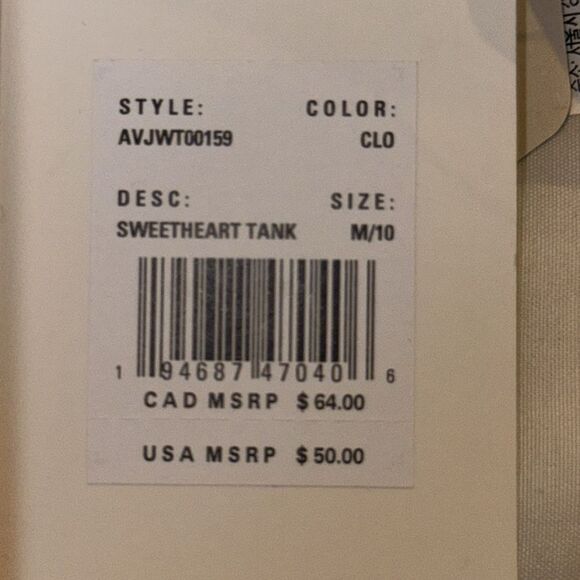 STYLE: COLOR:
AVJWT00159 CLO
DESC: SIZE:
SWEETHEART TANK M/10
1 94687 47040 6
CAD MSRP $ 64.00
USA MSRP $ 50.00